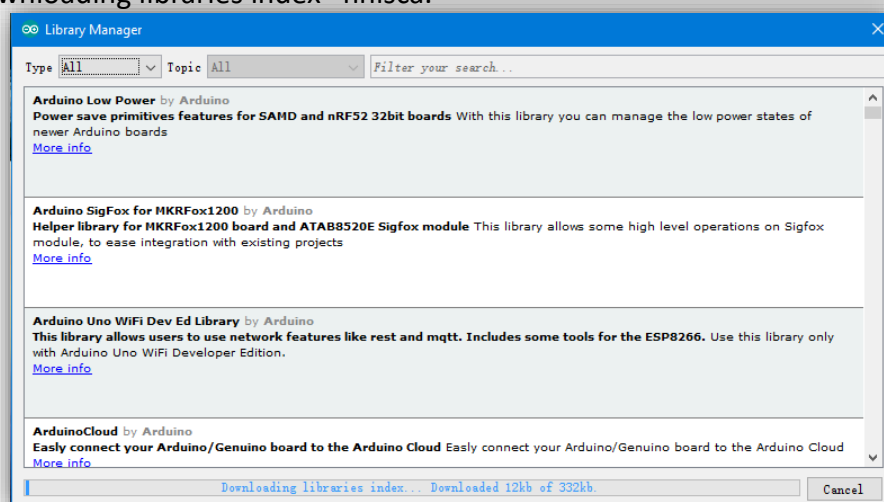 downloading libraries index"
Library Manager
Type All Topic All Filter your search...
Arduino Low Power by Arduino
Power save primitives features for SAMD and nRF52 32bit boards With this library you can manage the low power states of
newer Arduino boards
More info
Arduino SigFox for MKRFox1200 by Arduino
Helper library for MKRFox1200 board and ATAB8520E Sigfox module This library allows some high level operations on Sigfox
module, to ease integration with existing projects
More info
Arduino Uno WiFi Dev Ed Library by Arduino
This library allows users to use network features like rest and mqtt. Includes some tools for the ESP8266. Use this library only
with Arduino Uno WiFi Developer Edition.
More info
ArduinoCloud by Arduino
Easly connect your Arduino/Genuino board to the Arduino Cloud Easly connect your Arduino/Genuino board to the Arduino Cloud
More info
Downloading libraries index... Downloaded 12kb of 332kb.
Cancel